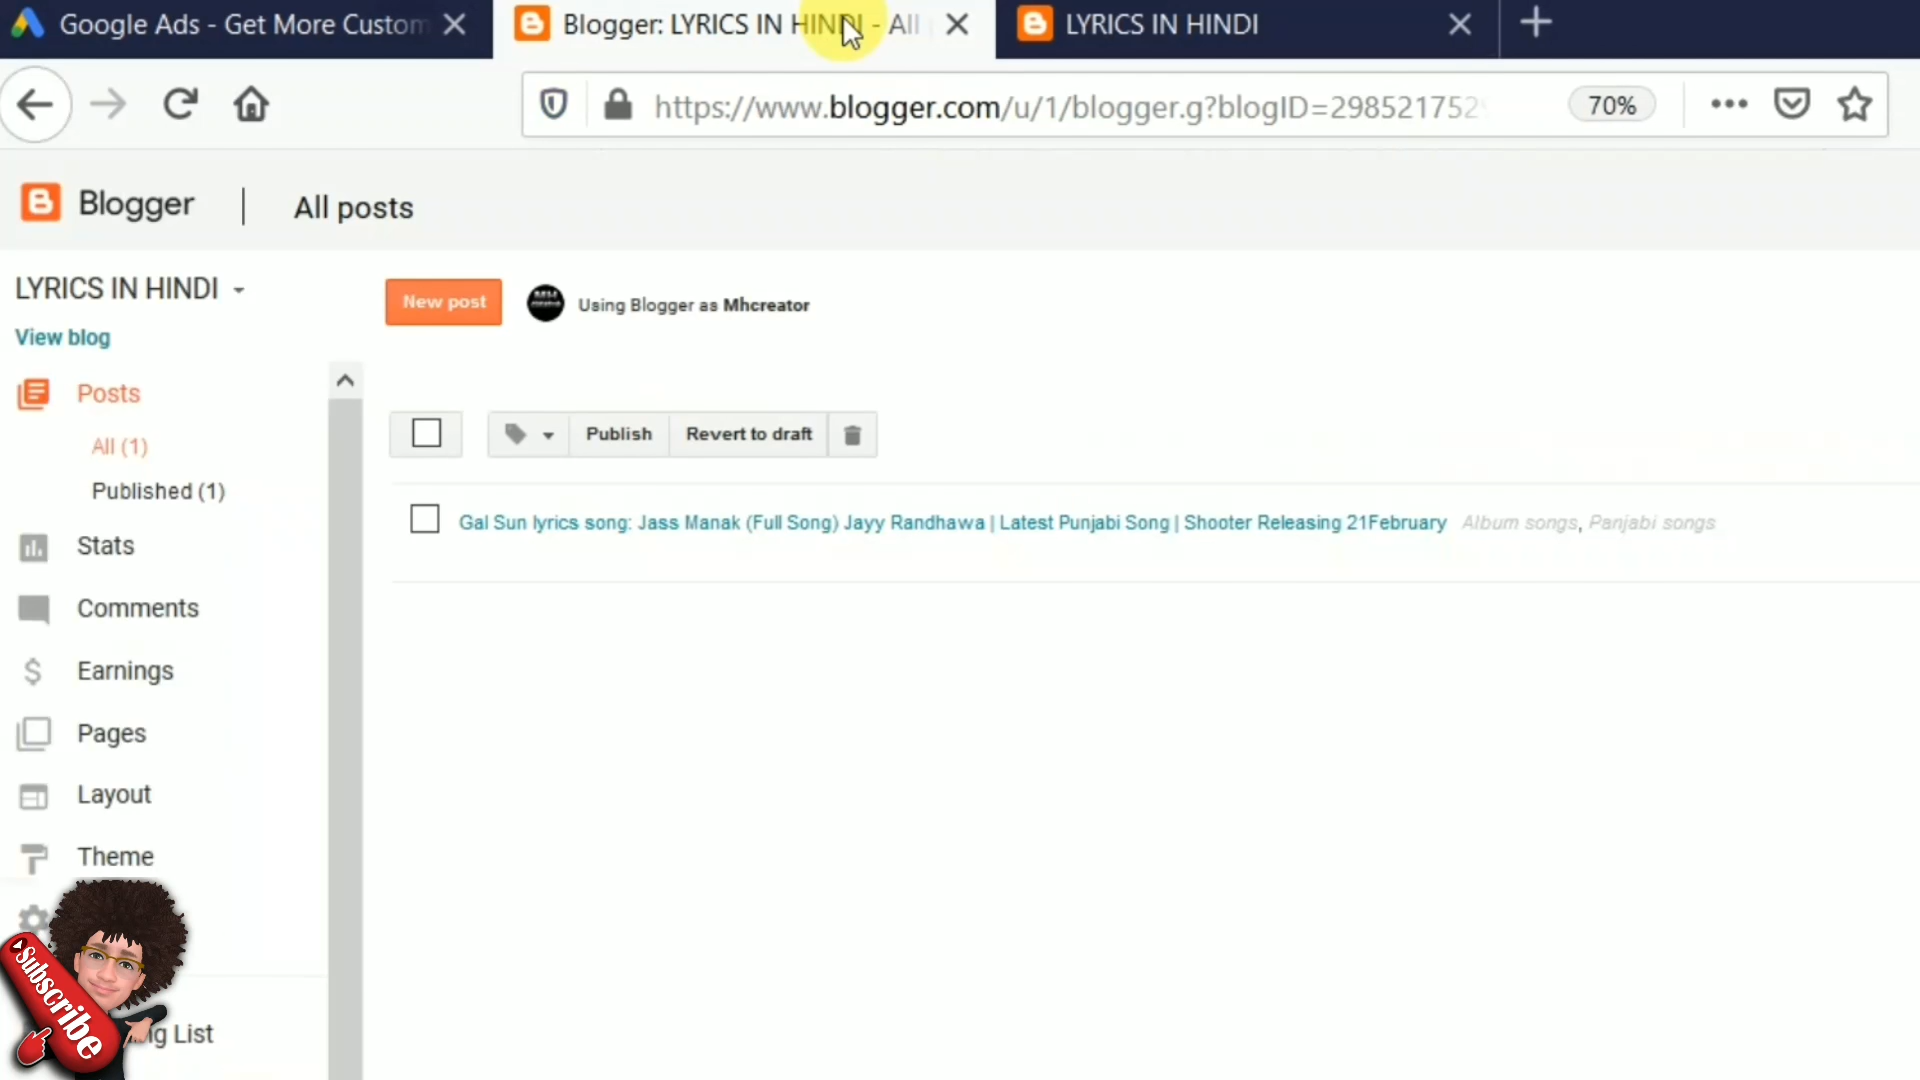 Google Ads - Get More Custom
Blogger: LYRICS IN HINDI - All
LYRICS IN HINDI
https://www.blogger.com/u/1/blogger.g?blogID=298521752
70%
Blogger
All posts
LYRICS IN HINDI
View blog
New post
Using Blogger as Mhcreator
Posts
All (1)
Published (1)
Stats
Comments
Earnings
Pages
Layout
Theme
Publish
Revert to draft
Gal Sun lyrics song: Jass Manak (Full Song) Jayy Randhawa | Latest Punjabi Song | Shooter Releasing 21February
Album songs, Panjabi songs
List
Subscribe